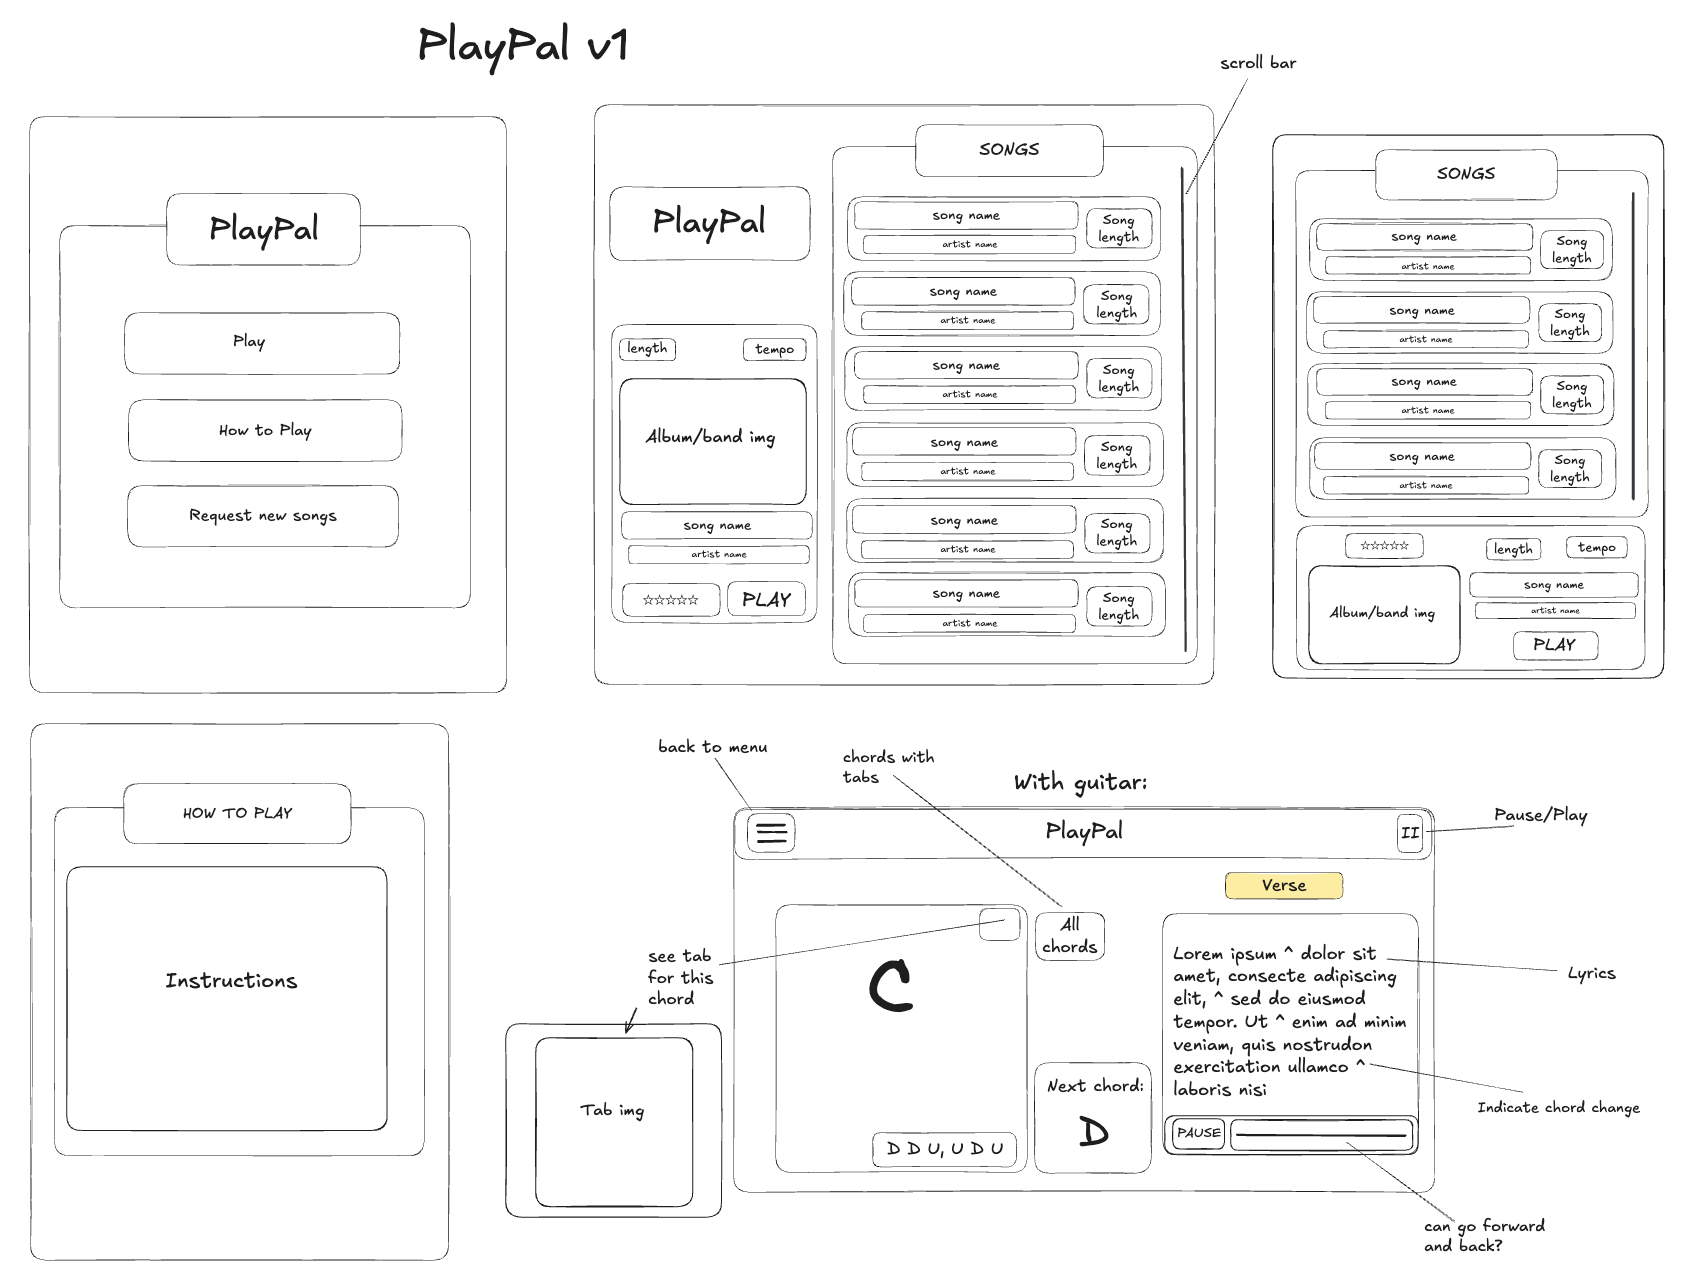 PlayPal v1
PlayPal
Play
How to Play
Request new songs
scroll bar
PlayPal
length
tempo
Album/band img
song name
artist name
☆☆☆☆☆
PLAY
SONGS
song name
artist name
Song
length
song name
artist name
Song
length
song name
artist name
Song
length
song name
artist name
Song
length
song name
artist name
Song
length
song name
artist name
Song
length
SONGS
song name
artist name
Song
length
song name
artist name
Song
length
song name
artist name
Song
length
song name
artist name
Song
length
☆☆☆☆☆
length
tempo
Album/band img
song name
artist name
PLAY
HOW TO PLAY
Instructions
back to menu
chords with
tabs
With guitar:
PlayPal
II
Pause/Play
Verse
see tab
for this
chord
Tab img
C
D D U, U D U
All
chords
Next chord:
D
Lorem ipsum ^ dolor sit
amet, consecte adipiscing
elit, ^ sed do eiusmod
tempor. Ut ^ enim ad minim
veniam, quis nostrudon
exercitation ullamco ^
laboris nisi
PAUSE
Lyrics
Indicate chord change
can go forward
and back?